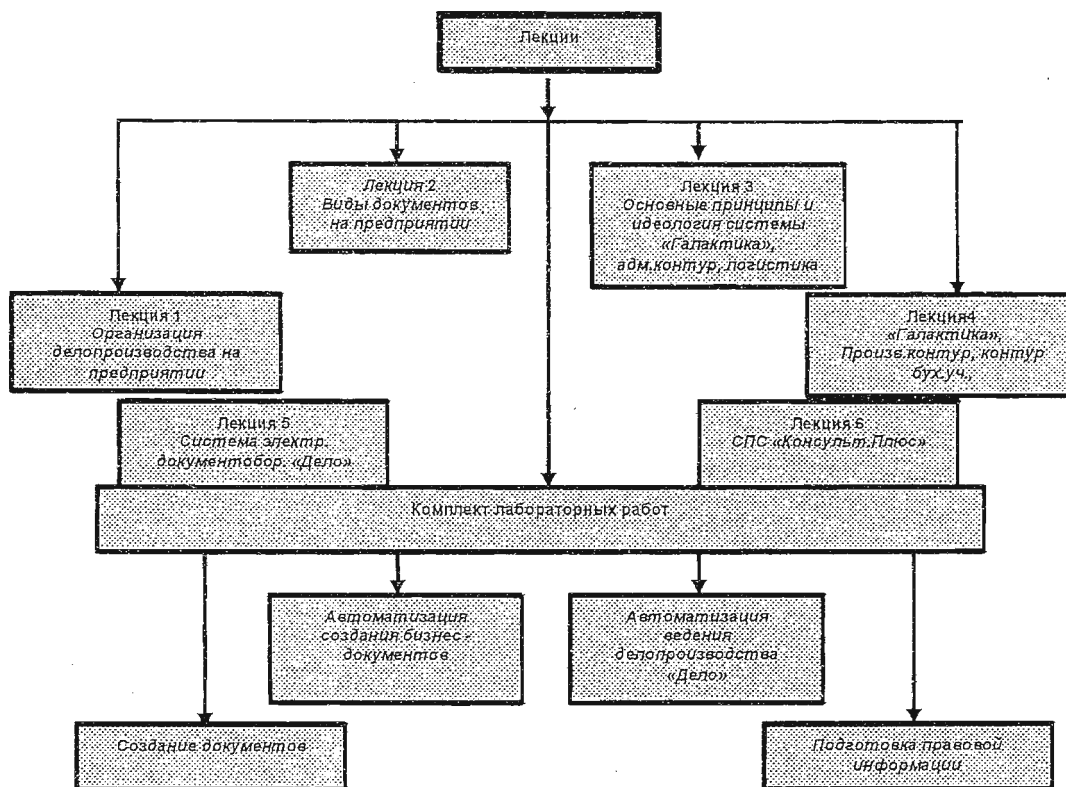 Лекции
Лекция 2
Виды документов
на предприятии
Лекция 3
Основные принципы и
идеология системы
«Галактика»,
адм.контур, логистика
Лекция 1
Организация
делопроизводства на
предприятии
Лекция4
«Галактика»,
Произв.контур, контур
бух.уч.,
Лекция 5
Система электр.
документобор. «Дело»
Лекция 6
СПС «Консульт.Плюс»
Комплект лабораторных работ
Автоматизация
создания бизнес-
документов
Автоматизация
ведения
делопроизводства
«Дело»
Создание документов
Подготовка правовой
информации